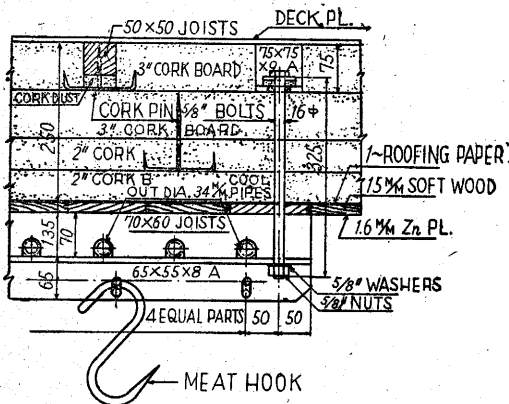 50×50 JOISTS
DECK PL.
3" CORK BOARD
75×75
×9 A
75
CORK DUST
CORK PIN
5/8" BOLTS
16φ
3" CORK BOARD
250
325
2" CORK
2" CORK B
COOL
OUT DIA. 34 M/M PIPES
1~ROOFING PAPER
15 M/M SOFT WOOD
70×60 JOISTS
1.6 M/M Zn PL.
135
70
65
65×55×8 A
5/8" WASHERS
5/8" NUTS
4 EQUAL PARTS
50
50
MEAT HOOK